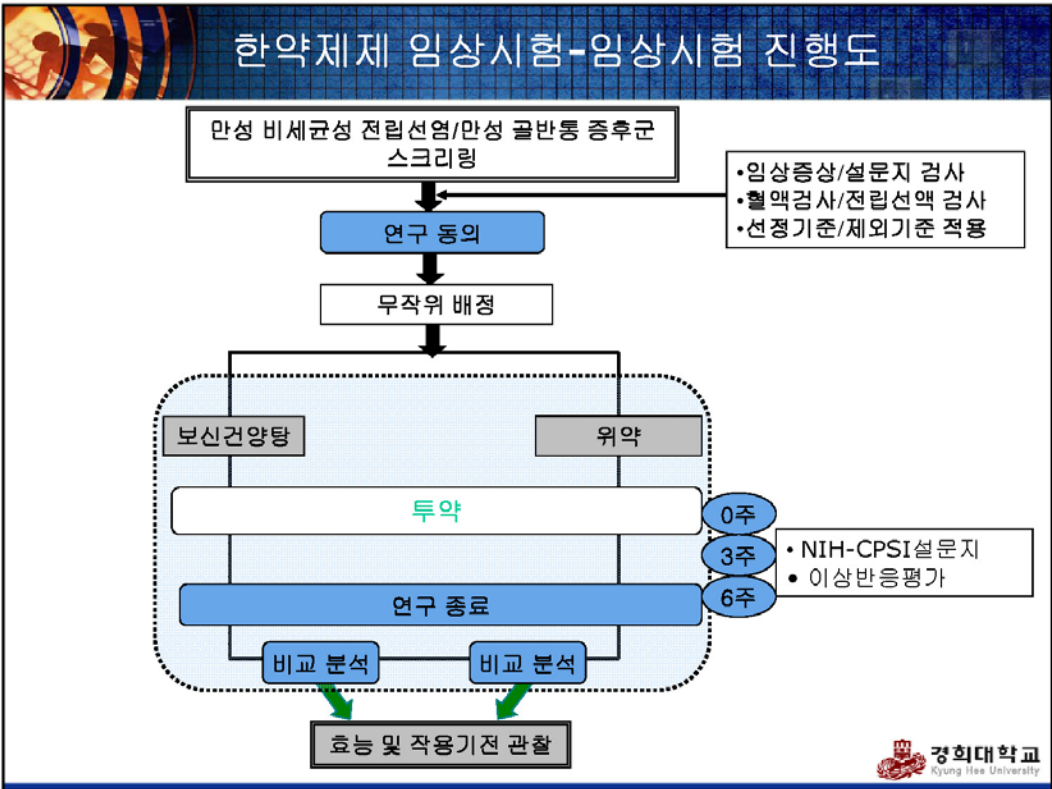 한약제제 임상시험-임상시험 진행도
만성 비세균성 전립선염/만성 골반통 증후군
스크리링
•임상증상/설문지 검사
•혈액검사/전립선액 검사
•선정기준/제외기준 적용
연구 동의
무작위 배정
보신건양탕
위약
투약
0주
3주
6주
• NIH-CPSI설문지
• 이상반응평가
연구 종료
비교 분석
비교 분석
효능 및 작용기전 관찰
경희대학교
Kyung Hee University